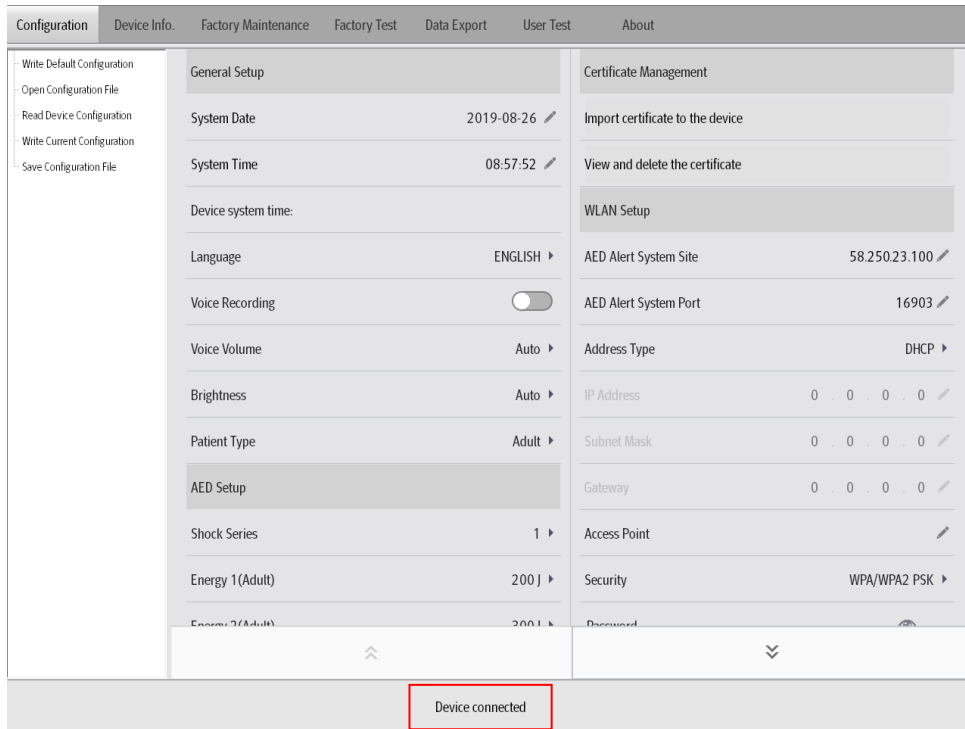 Configuration Device Info. Factory Maintenance Factory Test Data Export User Test About
Write Default Configuration
Open Configuration File
Read Device Configuration
Write Current Configuration
Save Configuration File
General Setup
System Date 2019-08-26
System Time 08:57:52
Device system time:
Language ENGLISH
Voice Recording
Voice Volume Auto
Brightness Auto
Patient Type Adult
AED Setup
Shock Series 1
Energy 1(Adult) 200 J
Energy 2(Adult) 300 J
Certificate Management
Import certificate to the device
View and delete the certificate
WLAN Setup
AED Alert System Site 58.250.23.100
AED Alert System Port 16903
Address Type DHCP
IP Address 0 . 0 . 0 . 0
Subnet Mask 0 . 0 . 0 . 0
Gateway 0 . 0 . 0 . 0
Access Point
Security WPA/WPA2 PSK
Password
Device connected